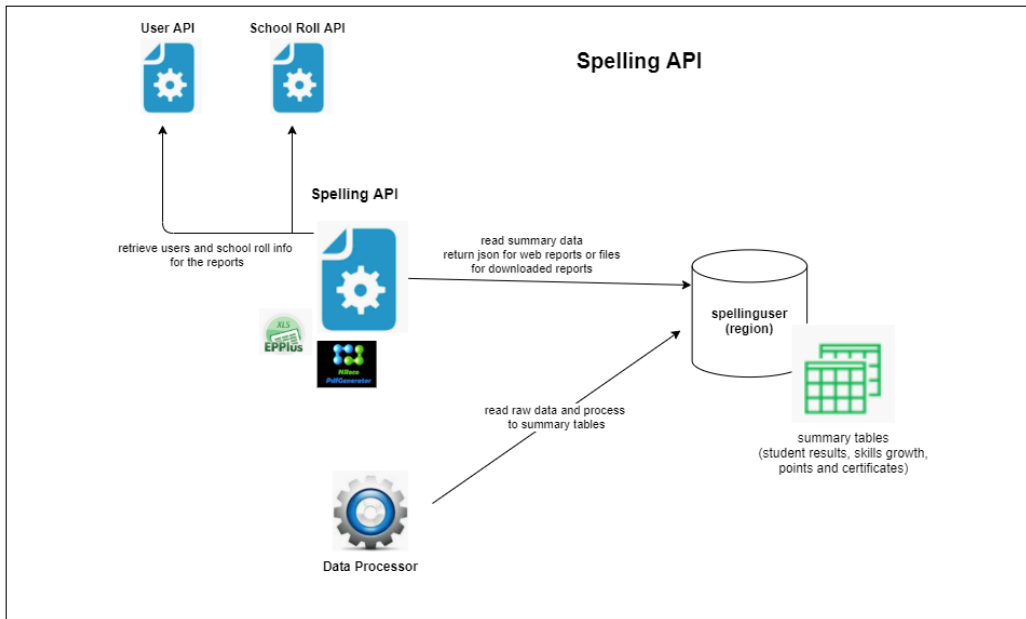 User API
School Roll API
Spelling API
Spelling API
retrieve users and school roll info
for the reports
read summary data
return json for web reports or files
for downloaded reports
spellinguser
(region)
XLS
EPPlus
NReco
PdfGenerator
read raw data and process
to summary tables
summary tables
(student results, skills growth,
points and certificates)
Data Processor